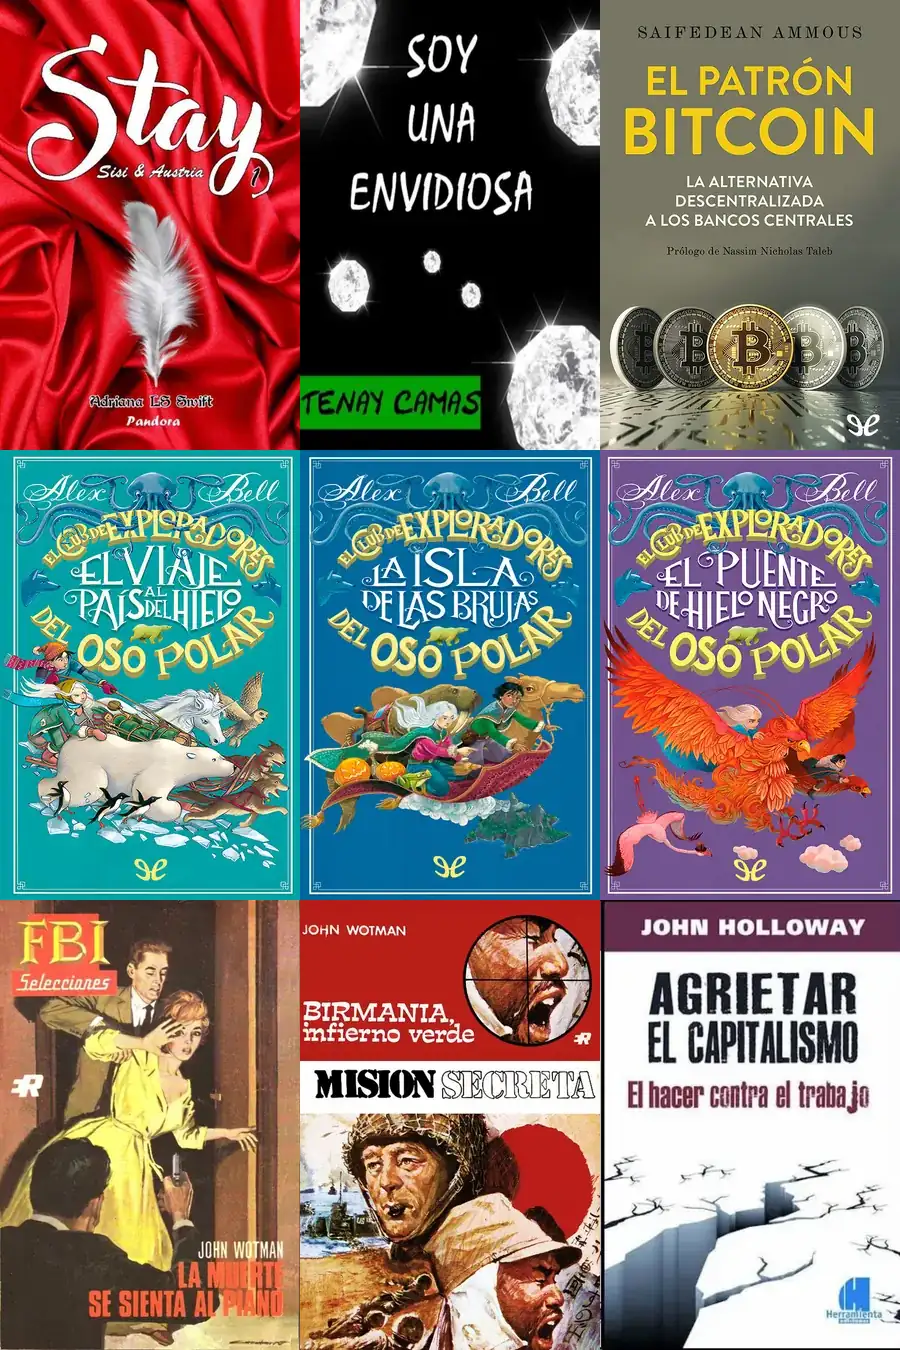 Stay
Sisi & Austria
1
Adriana LS Swift
Pandora
SOY
UNA
ENVIDIOSA
TENAY CAMAS
SAIFEDEAN AMMOUS
EL PATRÓN
BITCOIN
LA ALTERNATIVA
DESCENTRALIZADA
A LOS BANCOS CENTRALES
Prólogo de Nassim Nicholas Taleb
Alex Bell
EL CLUB DE EXPLORADORES
EL VIAJE
AL PAÍS DEL HIELO
DEL OSO POLAR
Alex Bell
EL CLUB DE EXPLORADORES
LA ISLA
DE LAS BRUJAS
DEL OSO POLAR
Alex Bell
EL CLUB DE EXPLORADORES
EL PUENTE
DE HIELO NEGRO
DEL OSO POLAR
FBI
Selecciones
JOHN WOTMAN
LA MUERTE
SE SIENTA AL PIANO
JOHN WOTMAN
BIRMANIA,
infierno verde
MISION SECRETA
JOHN HOLLOWAY
AGRIETAR
EL CAPITALISMO
El hacer contra el trabajo
Herramienta
ediciones